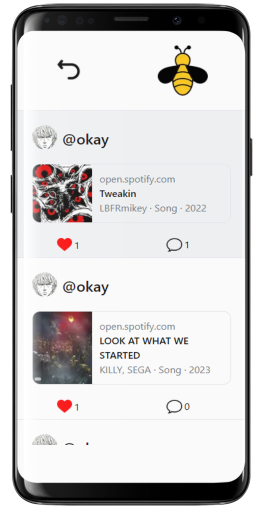 @okay
open.spotify.com
Tweakin
LBFRmikey · Song · 2022
1 1
@okay
open.spotify.com
LOOK AT WHAT WE
STARTED
KILLY, SEGA · Song · 2023
1 0